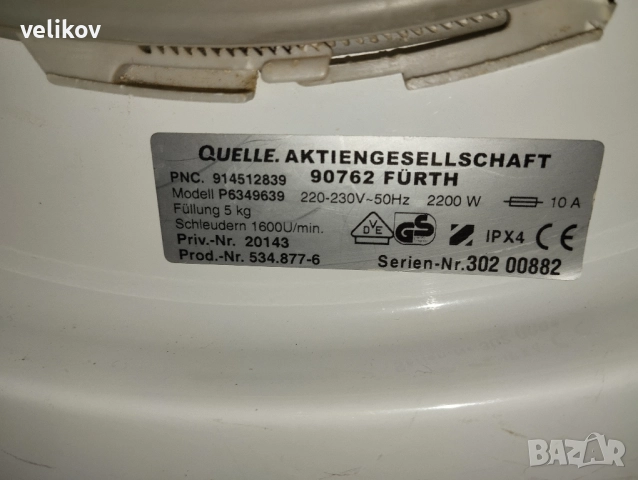 velikov
QUELLE. AKTIENGESELLSCHAFT
PNC. 914512839 90762 FÜRTH
Modell P6349639 220-230V~50Hz 2200 W 10 A
Füllung 5 kg
Schleudern 1600U/min.
Priv.-Nr. 20143 DVE GS IPX4 CE
Prod.-Nr. 534.877-6 Serien-Nr.302 00882
BAZAR